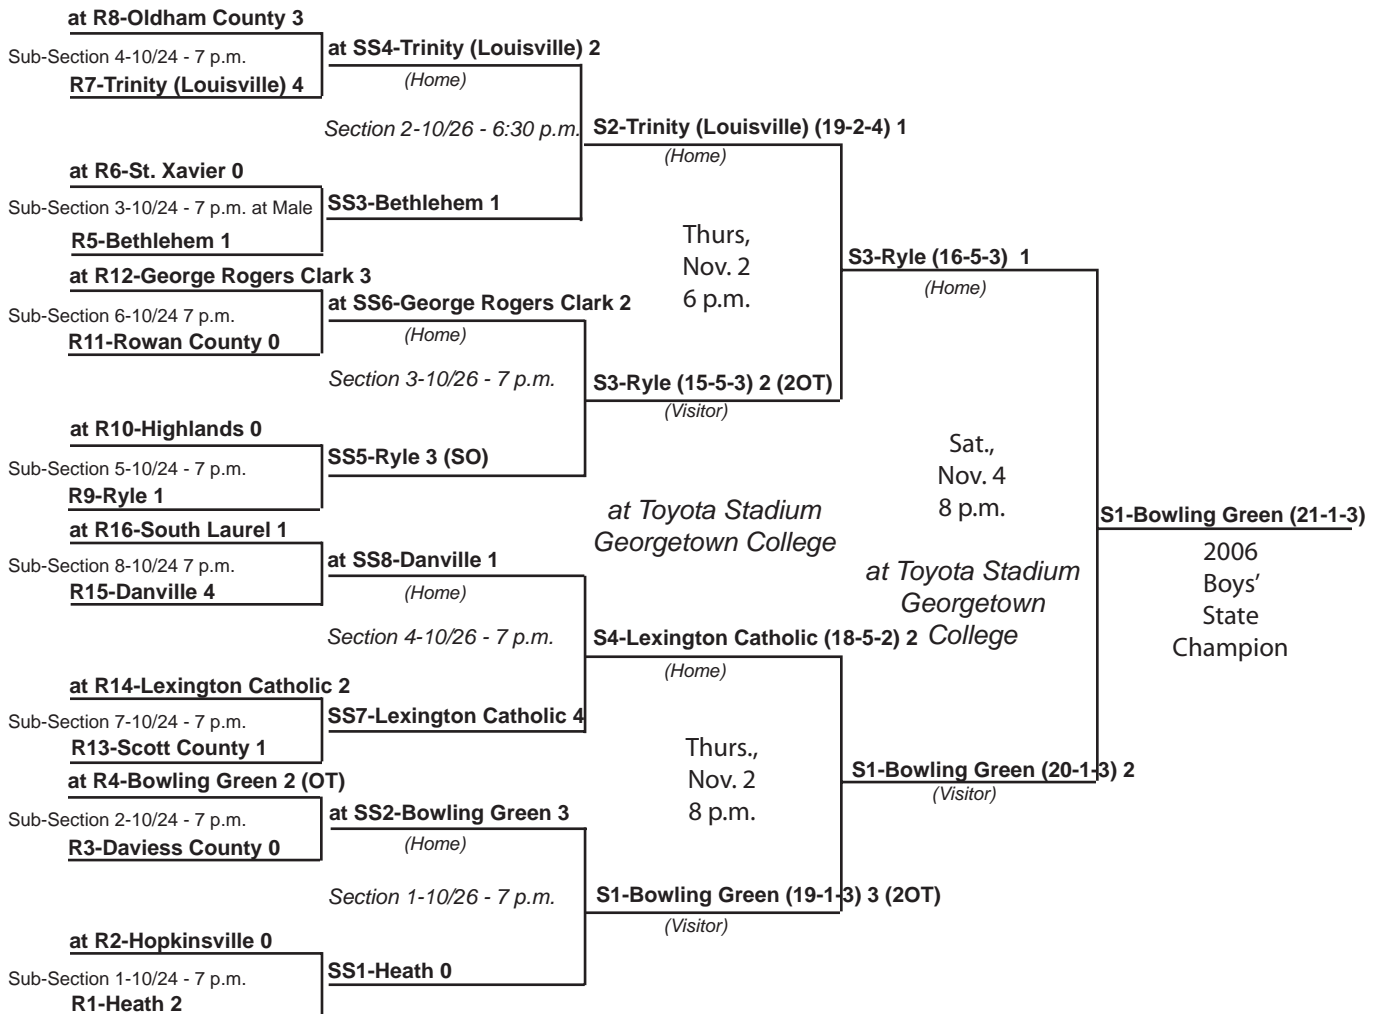 at R8-Oldham County 3
Sub-Section 4-10/24 - 7 p.m.
R7-Trinity (Louisville) 4
at SS4-Trinity (Louisville) 2
(Home)
Section 2-10/26 - 6:30 p.m.
at R6-St. Xavier 0
Sub-Section 3-10/24 - 7 p.m. at Male
R5-Bethlehem 1
SS3-Bethlehem 1
S2-Trinity (Louisville) (19-2-4) 1
(Home)
Thurs,
Nov. 2
6 p.m.
at R12-George Rogers Clark 3
Sub-Section 6-10/24 7 p.m.
R11-Rowan County 0
at SS6-George Rogers Clark 2
(Home)
Section 3-10/26 - 7 p.m.
at R10-Highlands 0
Sub-Section 5-10/24 - 7 p.m.
R9-Ryle 1
SS5-Ryle 3 (SO)
S3-Ryle (15-5-3) 2 (2OT)
(Visitor)
S3-Ryle (16-5-3) 1
(Home)
at Toyota Stadium
Georgetown College
Sat.,
Nov. 4
8 p.m.
at Toyota Stadium
Georgetown
College
S1-Bowling Green (21-1-3)
2006
Boys'
State
Champion
at R16-South Laurel 1
Sub-Section 8-10/24 7 p.m.
R15-Danville 4
at SS8-Danville 1
(Home)
Section 4-10/26 - 7 p.m.
at R14-Lexington Catholic 2
Sub-Section 7-10/24 - 7 p.m.
R13-Scott County 1
SS7-Lexington Catholic 4
S4-Lexington Catholic (18-5-2) 2
(Home)
Thurs.,
Nov. 2
8 p.m.
S1-Bowling Green (20-1-3) 2
(Visitor)
at R4-Bowling Green 2 (OT)
Sub-Section 2-10/24 - 7 p.m.
R3-Daviess County 0
at SS2-Bowling Green 3
(Home)
Section 1-10/26 - 7 p.m.
S1-Bowling Green (19-1-3) 3 (2OT)
(Visitor)
at R2-Hopkinsville 0
Sub-Section 1-10/24 - 7 p.m.
R1-Heath 2
SS1-Heath 0